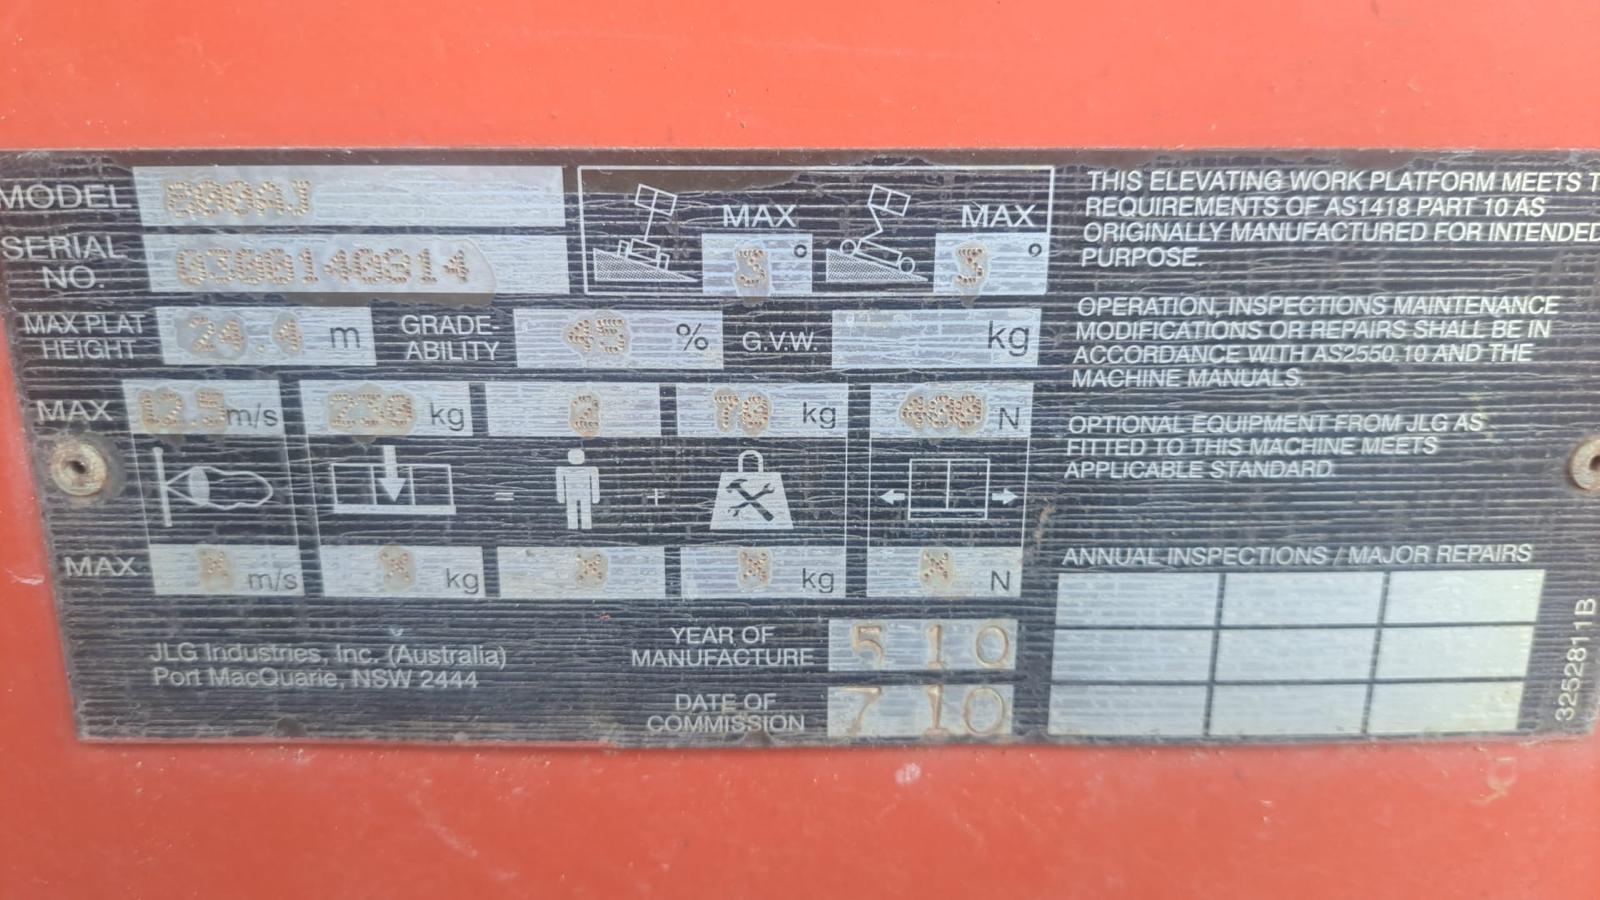 MODEL 800AJ
SERIAL NO. 0300140814
MAX PLAT HEIGHT 24.4 m
GRADE-ABILITY 45 %
G.V.W. kg
MAX 5°
MAX 5°
MAX 12.5 m/s 230 kg 2 70 kg 400 N
= +
MAX X m/s X kg X X kg X N
JLG Industries, Inc. (Australia)
Port MacQuarie, NSW 2444
YEAR OF MANUFACTURE 5 10
DATE OF COMMISSION 7 10
THIS ELEVATING WORK PLATFORM MEETS T
REQUIREMENTS OF AS1418 PART 10 AS
ORIGINALLY MANUFACTURED FOR INTENDED
PURPOSE.
OPERATION, INSPECTIONS MAINTENANCE
MODIFICATIONS OR REPAIRS SHALL BE IN
ACCORDANCE WITH AS2550.10 AND THE
MACHINE MANUALS.
OPTIONAL EQUIPMENT FROM JLG AS
FITTED TO THIS MACHINE MEETS
APPLICABLE STANDARD.
ANNUAL INSPECTIONS / MAJOR REPAIRS
3252811B